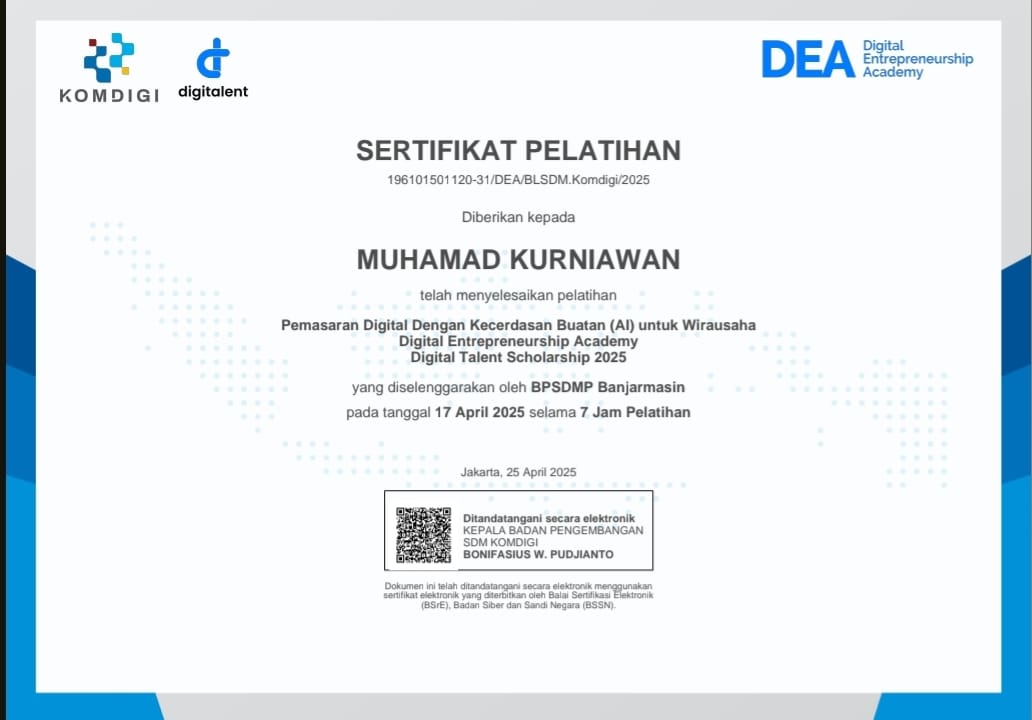 KOMDIGI
digitalent
DEA Digital
Entrepreneurship
Academy
SERTIFIKAT PELATIHAN
196101501120-31/DEA/BLSDM.Komdigi/2025
Diberikan kepada
MUHAMAD KURNIAWAN
telah menyelesaikan pelatihan
Pemasaran Digital Dengan Kecerdasan Buatan (AI) untuk Wirausaha
Digital Entrepreneurship Academy
Digital Talent Scholarship 2025
yang diselenggarakan oleh BPSDMP Banjarmasin
pada tanggal 17 April 2025 selama 7 Jam Pelatihan
Jakarta, 25 April 2025
Ditandatangani secara elektronik
KEPALA BADAN PENGEMBANGAN
SDM KOMDIGI
BONIFASIUS W. PUDJIANTO
Dokumen ini telah ditandatangani secara elektronik menggunakan
sertifikat elektronik yang diterbitkan oleh Balai Sertifikasi Elektronik
(BSrE), Badan Siber dan Sandi Negara (BSSN).